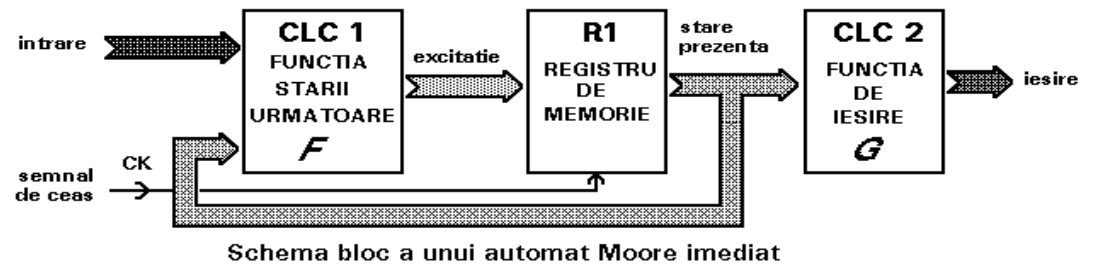 intrare
CLC 1
FUNCTIA
STARII
URMATOARE
F
excitatie
R1
REGISTRU
DE
MEMORIE
stare
prezenta
CLC 2
FUNCTIA
DE
IESIRE
G
iesire
semnal
de ceas
CK
Schema bloc a unui automat Moore imediat